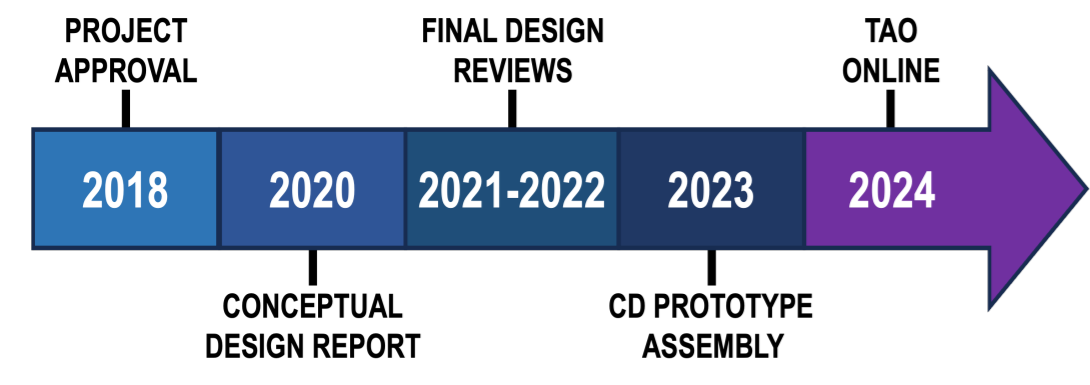 PROJECT
APPROVAL
FINAL DESIGN
REVIEWS
TAO
ONLINE
2018
2020
2021-2022
2023
2024
CONCEPTUAL
DESIGN REPORT
CD PROTOTYPE
ASSEMBLY